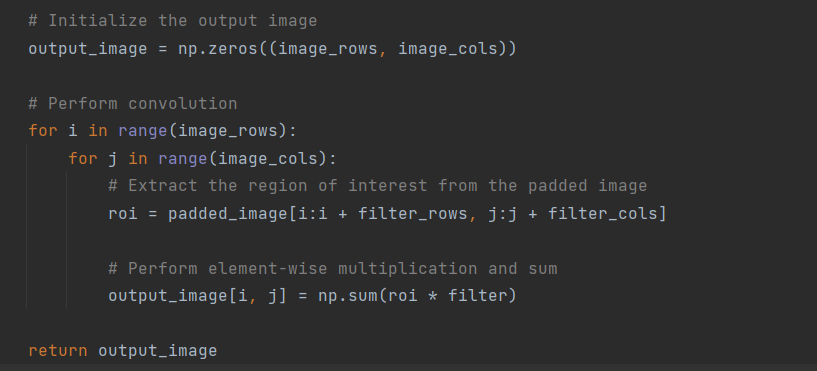 # Initialize the output image
output_image = np.zeros((image_rows, image_cols))
# Perform convolution
for i in range(image_rows):
for j in range(image_cols):
# Extract the region of interest from the padded image
roi = padded_image[i:i + filter_rows, j:j + filter_cols]
# Perform element-wise multiplication and sum
output_image[i, j] = np.sum(roi * filter)
return output_image